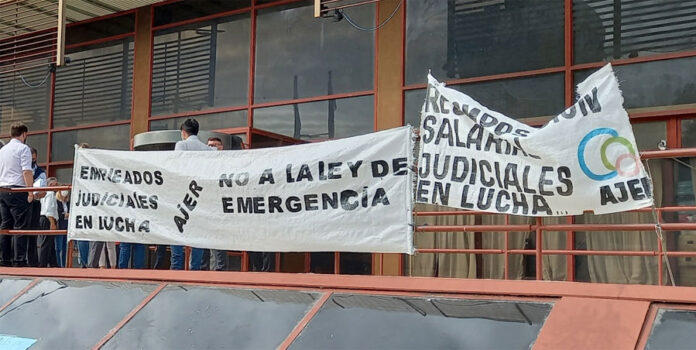 EMPLEADOS
JUDICIALES
EN LUCHA
AJER
NO A LA LEY DE
EMERGENCIA
SALARIAL
JUDICIALES
EN LUCHA...
AJER